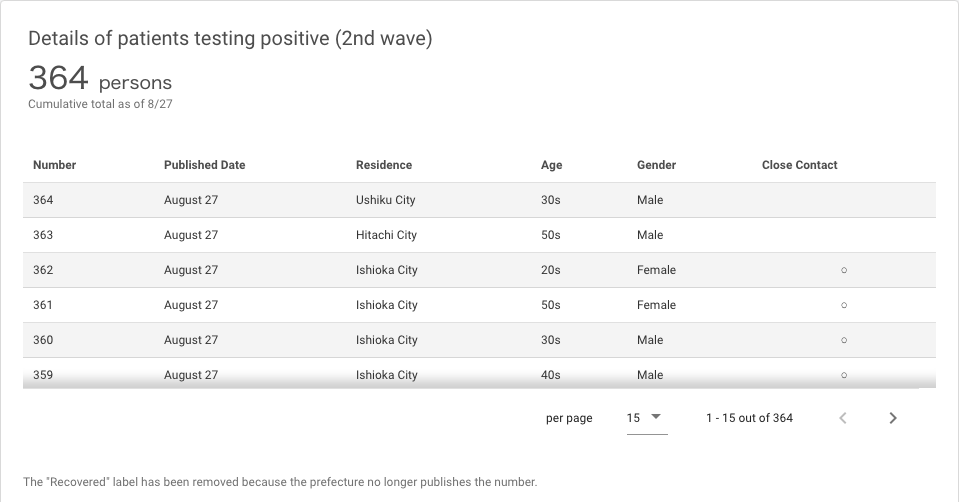 Details of patients testing positive (2nd wave)
364 persons
Cumulative total as of 8/27
Number Published Date Residence Age Gender Close Contact
364 August 27 Ushiku City 30s Male
363 August 27 Hitachi City 50s Male
362 August 27 Ishioka City 20s Female ○
361 August 27 Ishioka City 50s Female ○
360 August 27 Ishioka City 30s Male ○
359 August 27 Ishioka City 40s Male ○
per page 15 1 - 15 out of 364
The "Recovered" label has been removed because the prefecture no longer publishes the number.